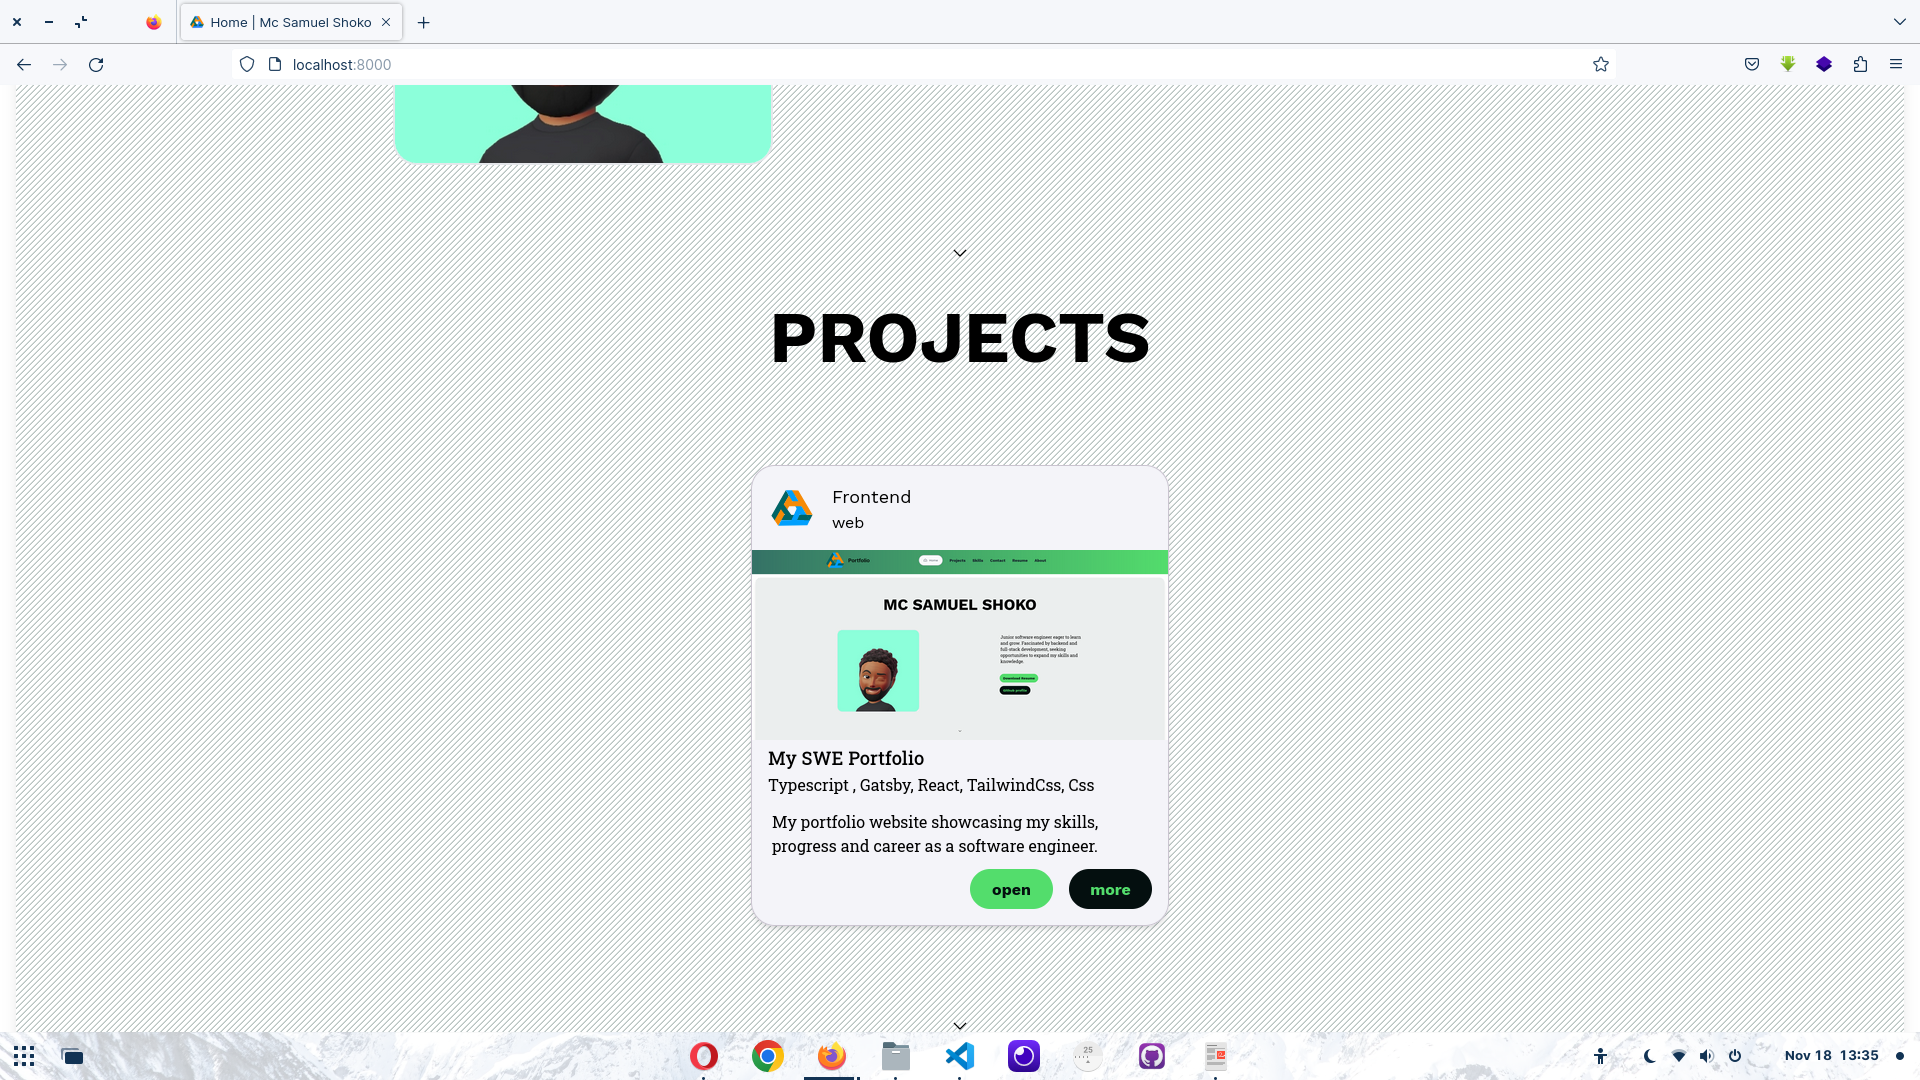 Home | Mc Samuel Shoko
localhost:8000
PROJECTS
Frontend
web
Portfolio
Home
Projects
Skills
Contact
Resume
About
MC SAMUEL SHOKO
Junior software engineer eager to learn
and grow. Fascinated by backend and
full-stack development, seeking
opportunities to expand my skills and
knowledge.
Download Resume
Github profile
My SWE Portfolio
Typescript , Gatsby, React, TailwindCss, Css
My portfolio website showcasing my skills,
progress and career as a software engineer.
open
more
25
Nov 18 13:35